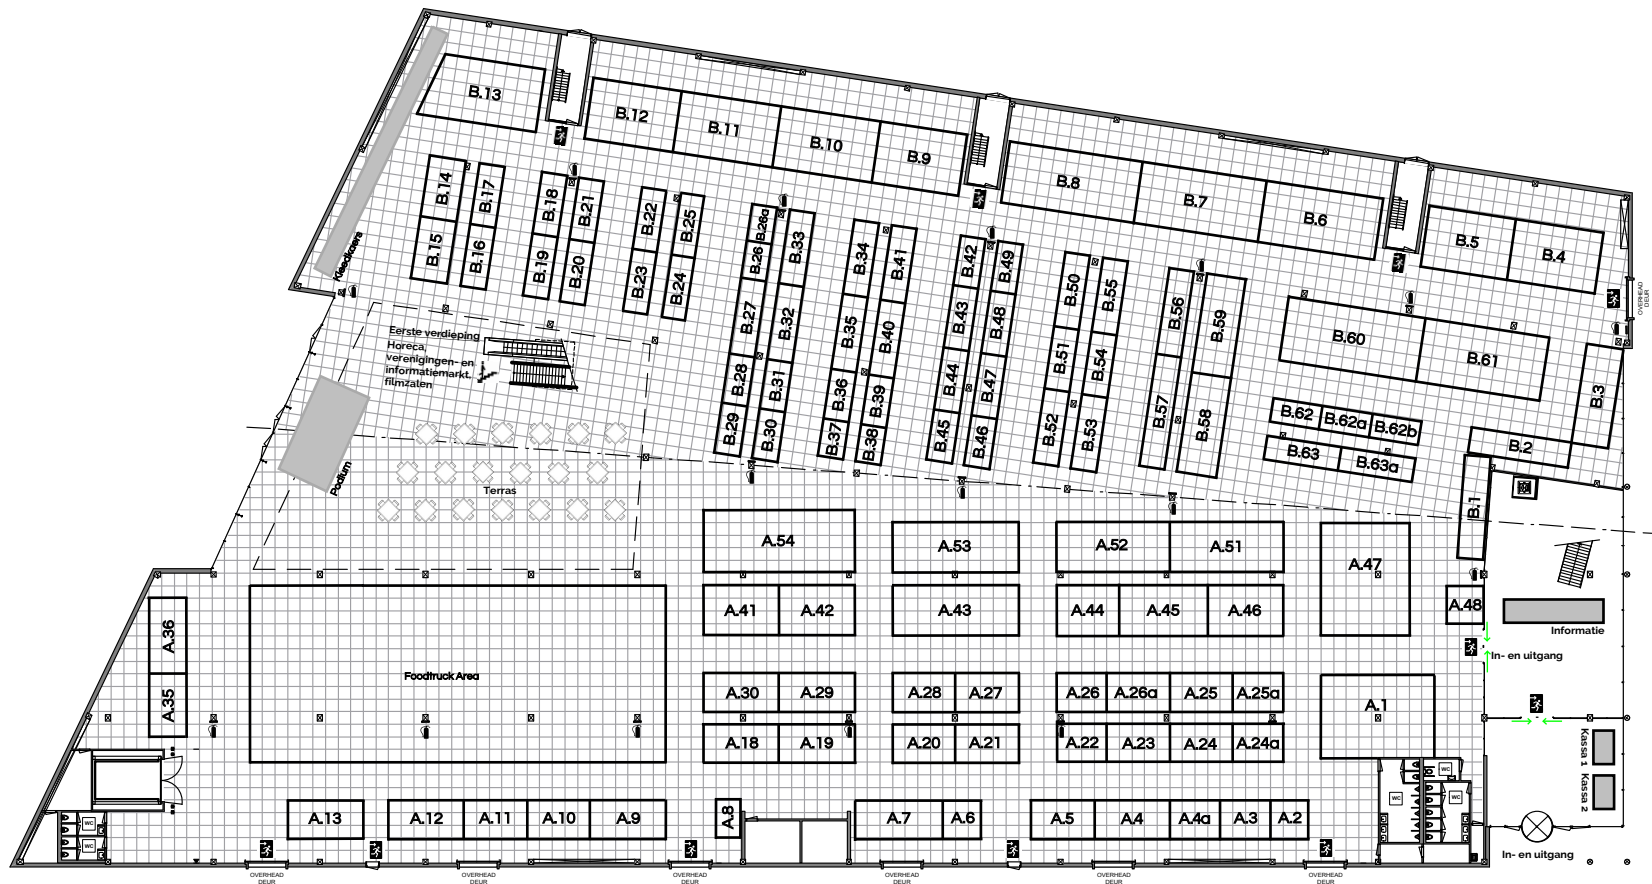 B.13
B.12
B.11
B.10
B.9
B.8
B.7
B.6
B.5
B.4
B.14
B.17
B.18
B.21
B.22
B.25
B.26a
B.33
B.34
B.41
B.42
B.49
B.50
B.55
B.56
B.59
B.15
B.16
B.19
B.20
B.23
B.24
B.26
B.27
B.32
B.35
B.40
B.43
B.48
B.51
B.54
B.60
B.61
B.3
B.28
B.31
B.36
B.39
B.44
B.47
B.57
B.58
B.29
B.30
B.37
B.38
B.45
B.46
B.52
B.53
B.62
B.62a
B.62b
B.63
B.63a
B.2
B.1
OVERHEAD
DEUR
Kleedkoers
Eerste verdieping
Horeca,
verenigingen- en
informatiemarkt,
filmzalen
Podium
Terras
A.54
A.53
A.52
A.51
A.47
A.41
A.42
A.43
A.44
A.45
A.46
A.48
Informatie
In- en uitgang
A.36
A.35
Foodtruck Area
A.30
A.29
A.28
A.27
A.26
A.26a
A.25
A.25a
A.1
A.18
A.19
A.20
A.21
A.22
A.23
A.24
A.24a
Kassa 1
Kassa 2
WC
WC
WC
WC
WC
A.13
A.12
A.11
A.10
A.9
A.8
A.7
A.6
A.5
A.4
A.4a
A.3
A.2
In- en uitgang
OVERHEAD
DEUR
OVERHEAD
DEUR
OVERHEAD
DEUR
OVERHEAD
DEUR
OVERHEAD
DEUR
OVERHEAD
DEUR